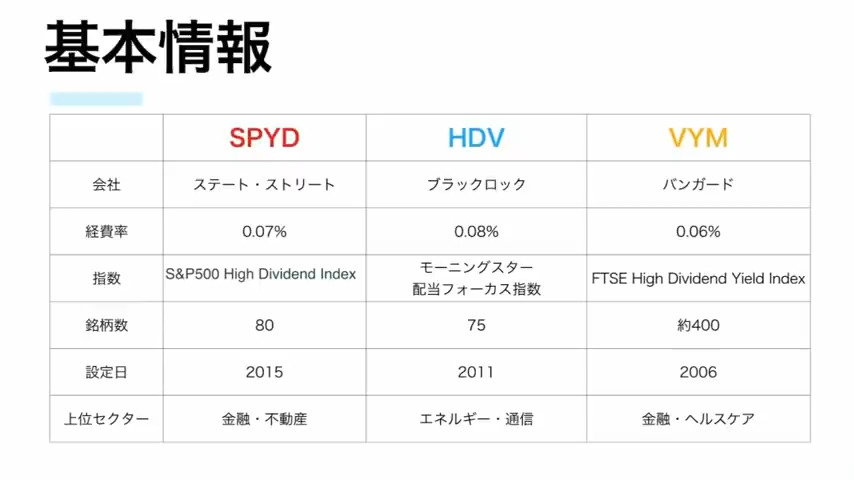 基本情報
SPYD HDV VYM
会社 ステート・ストリート ブラックロック バンガード
経費率 0.07% 0.08% 0.06%
指数 S&P500 High Dividend Index モーニングスター 配当フォーカス指数 FTSE High Dividend Yield Index
銘柄数 80 75 約400
設定日 2015 2011 2006
上位セクター 金融・不動産 エネルギー・通信 金融・ヘルスケア